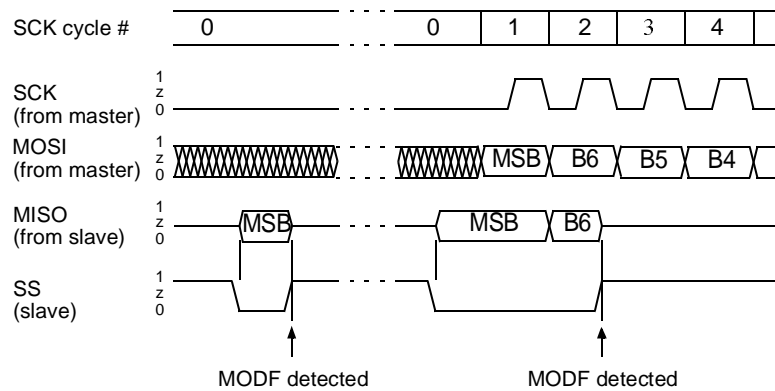 SCK cycle # 0 0 1 2 3 4
SCK
(from master)
1
z
0
MOSI
(from master)
1
z
0
MSB B6 B5 B4
MISO
(from slave)
1
z
0
MSB MSB B6
SS
(slave)
1
z
0
MODF detected MODF detected